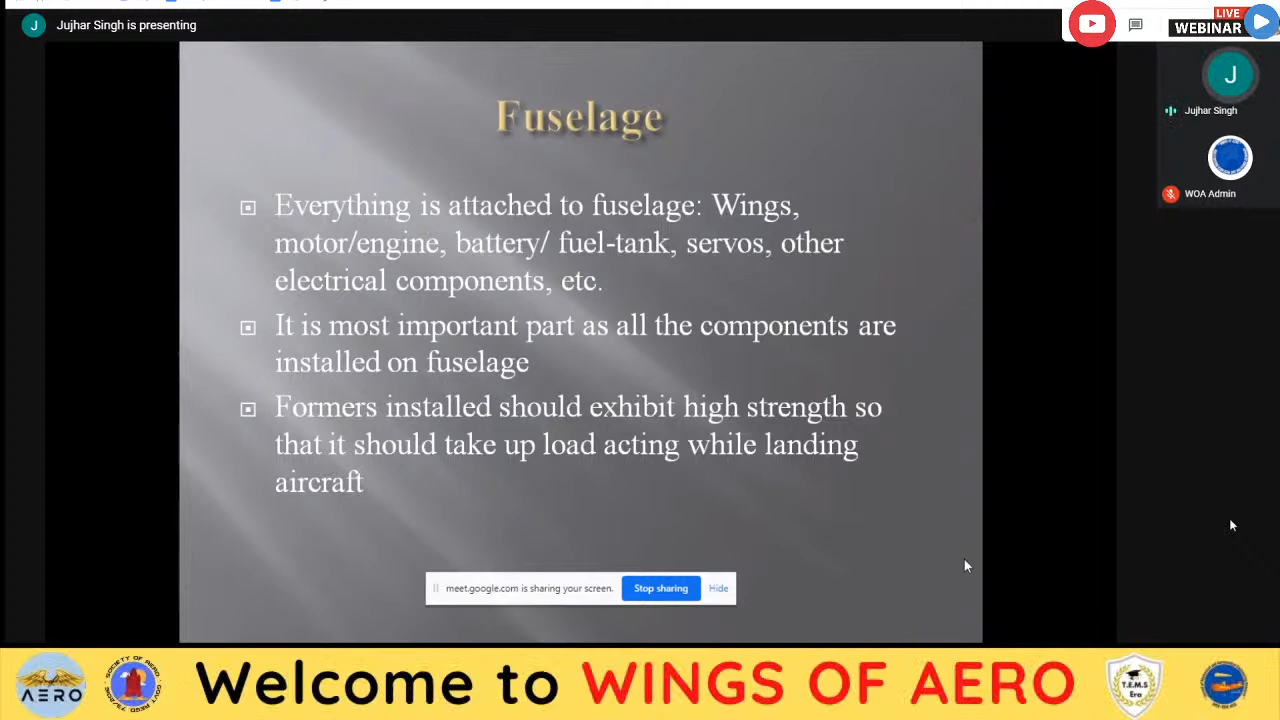 J Jujhar Singh is presenting
LIVE
WEBINAR
J
Jujhar Singh
WOA Admin
Fuselage
Everything is attached to fuselage: Wings,
motor/engine, battery/ fuel-tank, servos, other
electrical components, etc.
It is most important part as all the components are
installed on fuselage
Formers installed should exhibit high strength so
that it should take up load acting while landing
aircraft
meet.google.com is sharing your screen. Stop sharing Hide
AERO
Welcome to WINGS OF AERO
T.E.M.S
Era